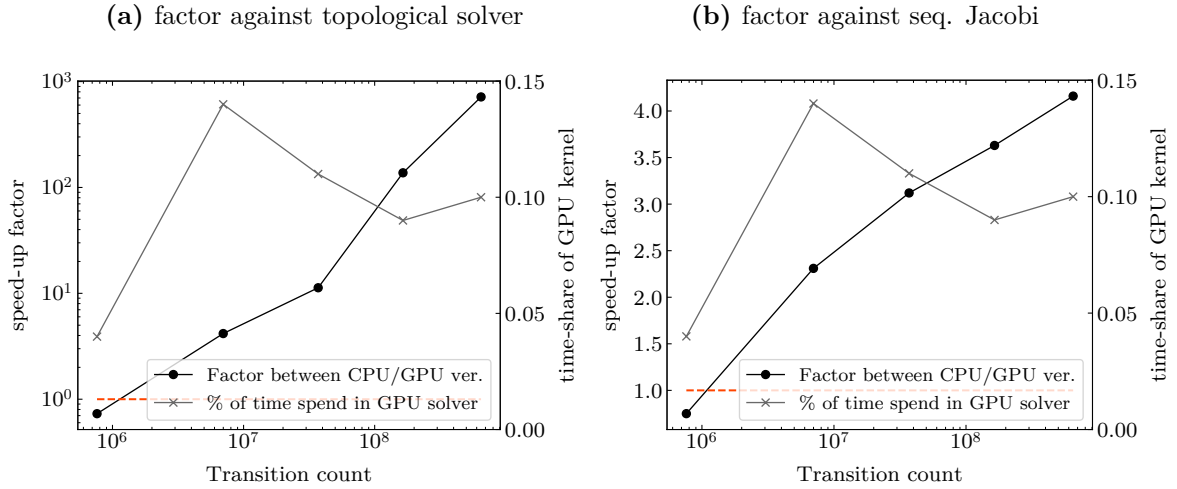 (a) factor against topological solver
10^3
10^2
10^1
10^0
speed-up factor
0.15
0.10
0.05
0.00
time-share of GPU kernel
Factor between CPU/GPU ver.
% of time spend in GPU solver
10^6
10^7
10^8
Transition count
(b) factor against seq. Jacobi
4.0
3.5
3.0
2.5
2.0
1.5
1.0
speed-up factor
0.15
0.10
0.05
0.00
time-share of GPU kernel
Factor between CPU/GPU ver.
% of time spend in GPU solver
10^6
10^7
10^8
Transition count